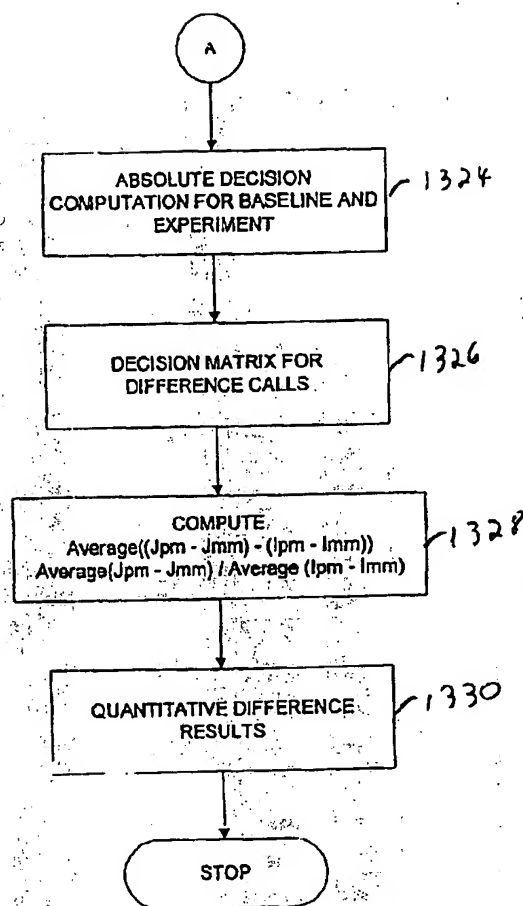 A
ABSOLUTE DECISION
COMPUTATION FOR BASELINE AND
EXPERIMENT
1324
DECISION MATRIX FOR
DIFFERENCE CALLS
1326
COMPUTE
Average((Jpm - Jmm) - (Ipm - Imm))
Average(Jpm - Jmm) / Average (Ipm - Imm)
1328
QUANTITATIVE DIFFERENCE
RESULTS
1330
STOP